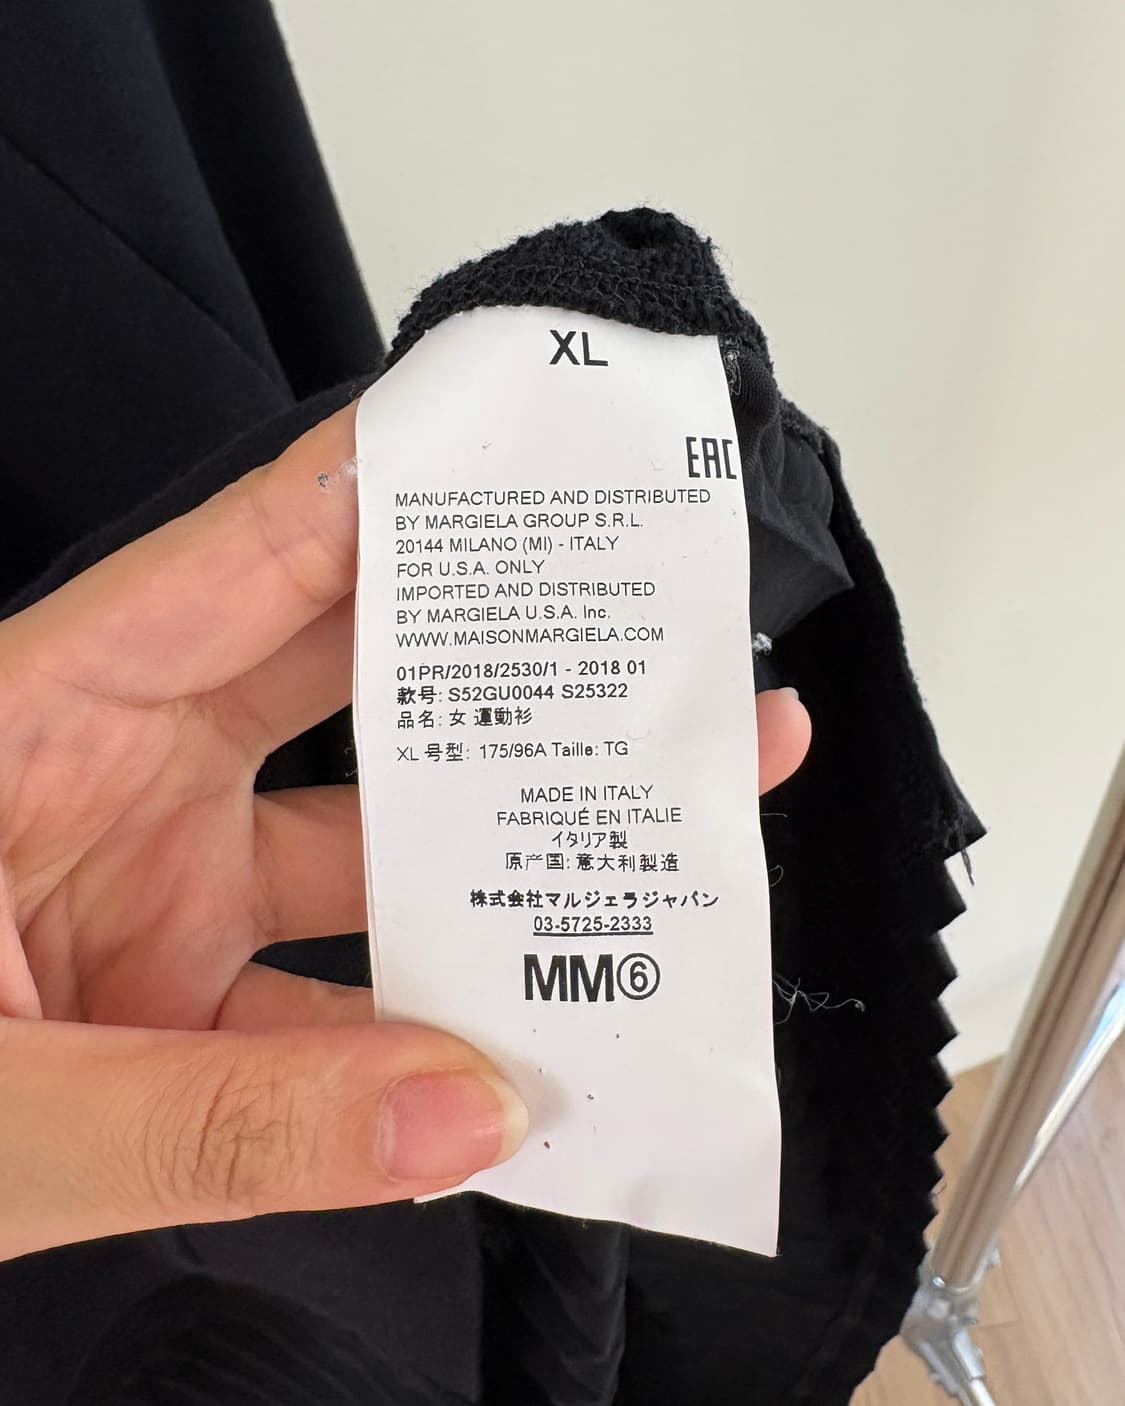 XL
EAC
MANUFACTURED AND DISTRIBUTED
BY MARGIELA GROUP S.R.L.
20144 MILANO (MI) - ITALY
FOR U.S.A. ONLY
IMPORTED AND DISTRIBUTED
BY MARGIELA U.S.A. Inc.
WWW.MAISONMARGIELA.COM
01PR/2018/2530/1 - 2018 01
款号: S52GU0044 S25322
品名: 女 運動衫
XL 号型: 175/96A Taille: TG
MADE IN ITALY
FABRIQUÉ EN ITALIE
イタリア製
原产国: 意大利製造
株式会社マルジェラジャパン
03-5725-2333
MM⑥